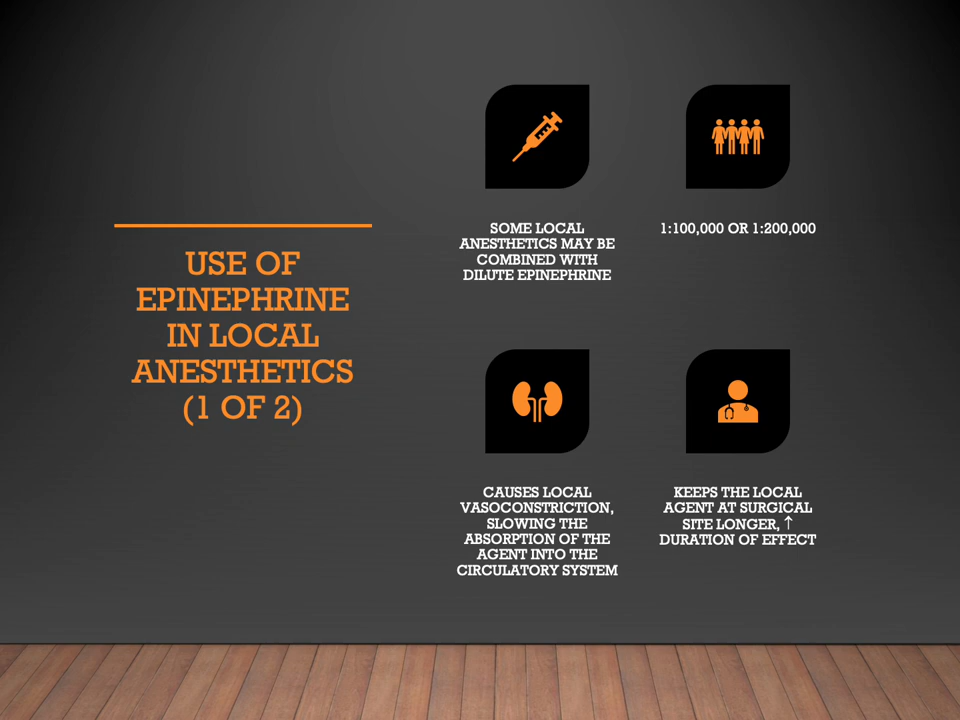 USE OF
EPINEPHRINE
IN LOCAL
ANESTHETICS
(1 OF 2)
SOME LOCAL
ANESTHETICS MAY BE
COMBINED WITH
DILUTE EPINEPHRINE
1:100,000 OR 1:200,000
CAUSES LOCAL
VASOCONSTRICTION,
SLOWING THE
ABSORPTION OF THE
AGENT INTO THE
CIRCULATORY SYSTEM
KEEPS THE LOCAL
AGENT AT SURGICAL
SITE LONGER, ↑
DURATION OF EFFECT